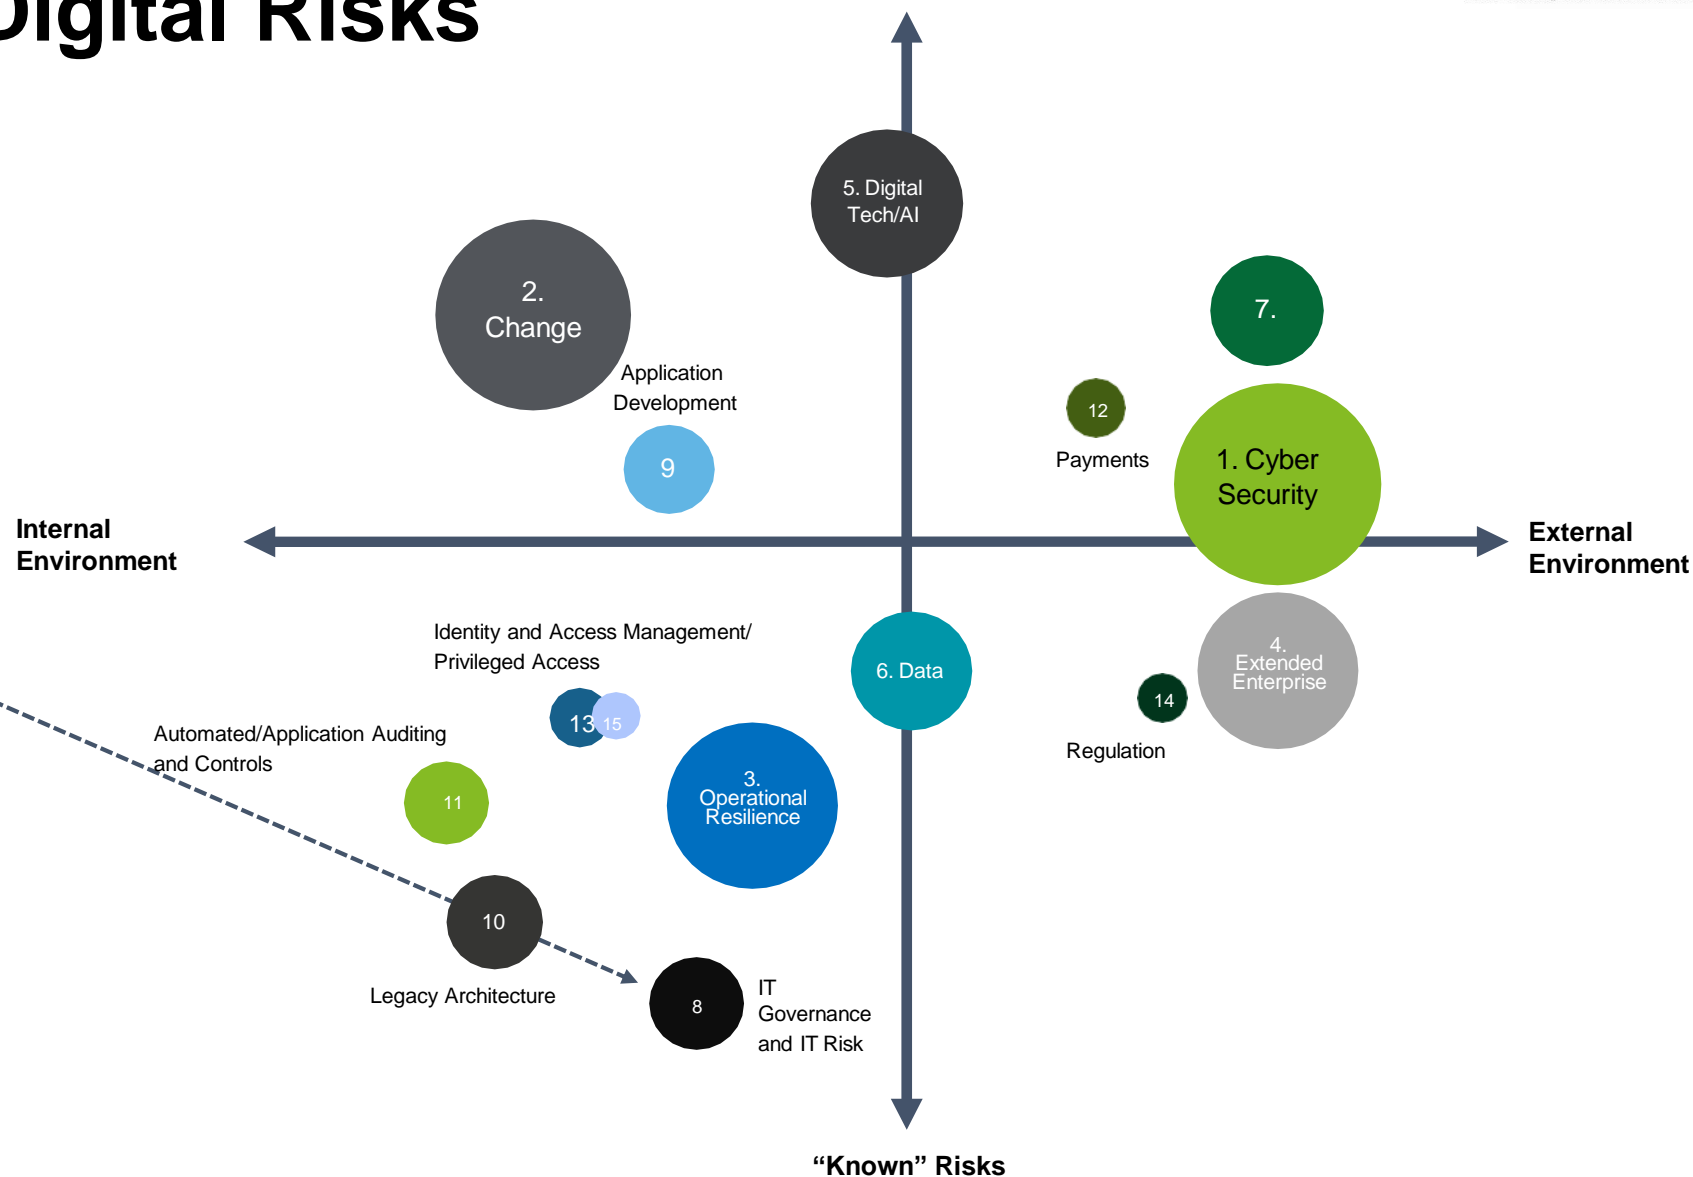 Digital Risks
5. Digital
Tech/AI
2.
Change
7.
Application
Development
12
9
Payments
1. Cyber
Security
Internal
Environment
External
Environment
Identity and Access Management/
Privileged Access
6. Data
4.
Extended
Enterprise
13
15
14
Automated/Application Auditing
and Controls
Regulation
11
3.
Operational
Resilience
10
Legacy Architecture
8
IT
Governance
and IT Risk
“Known” Risks